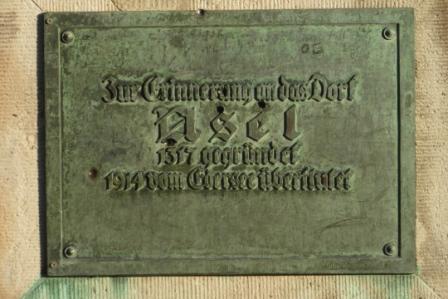 Zur Erinnerung an das Dorf
Asel
1317 gegründet
1914 vom Edersee überflutet